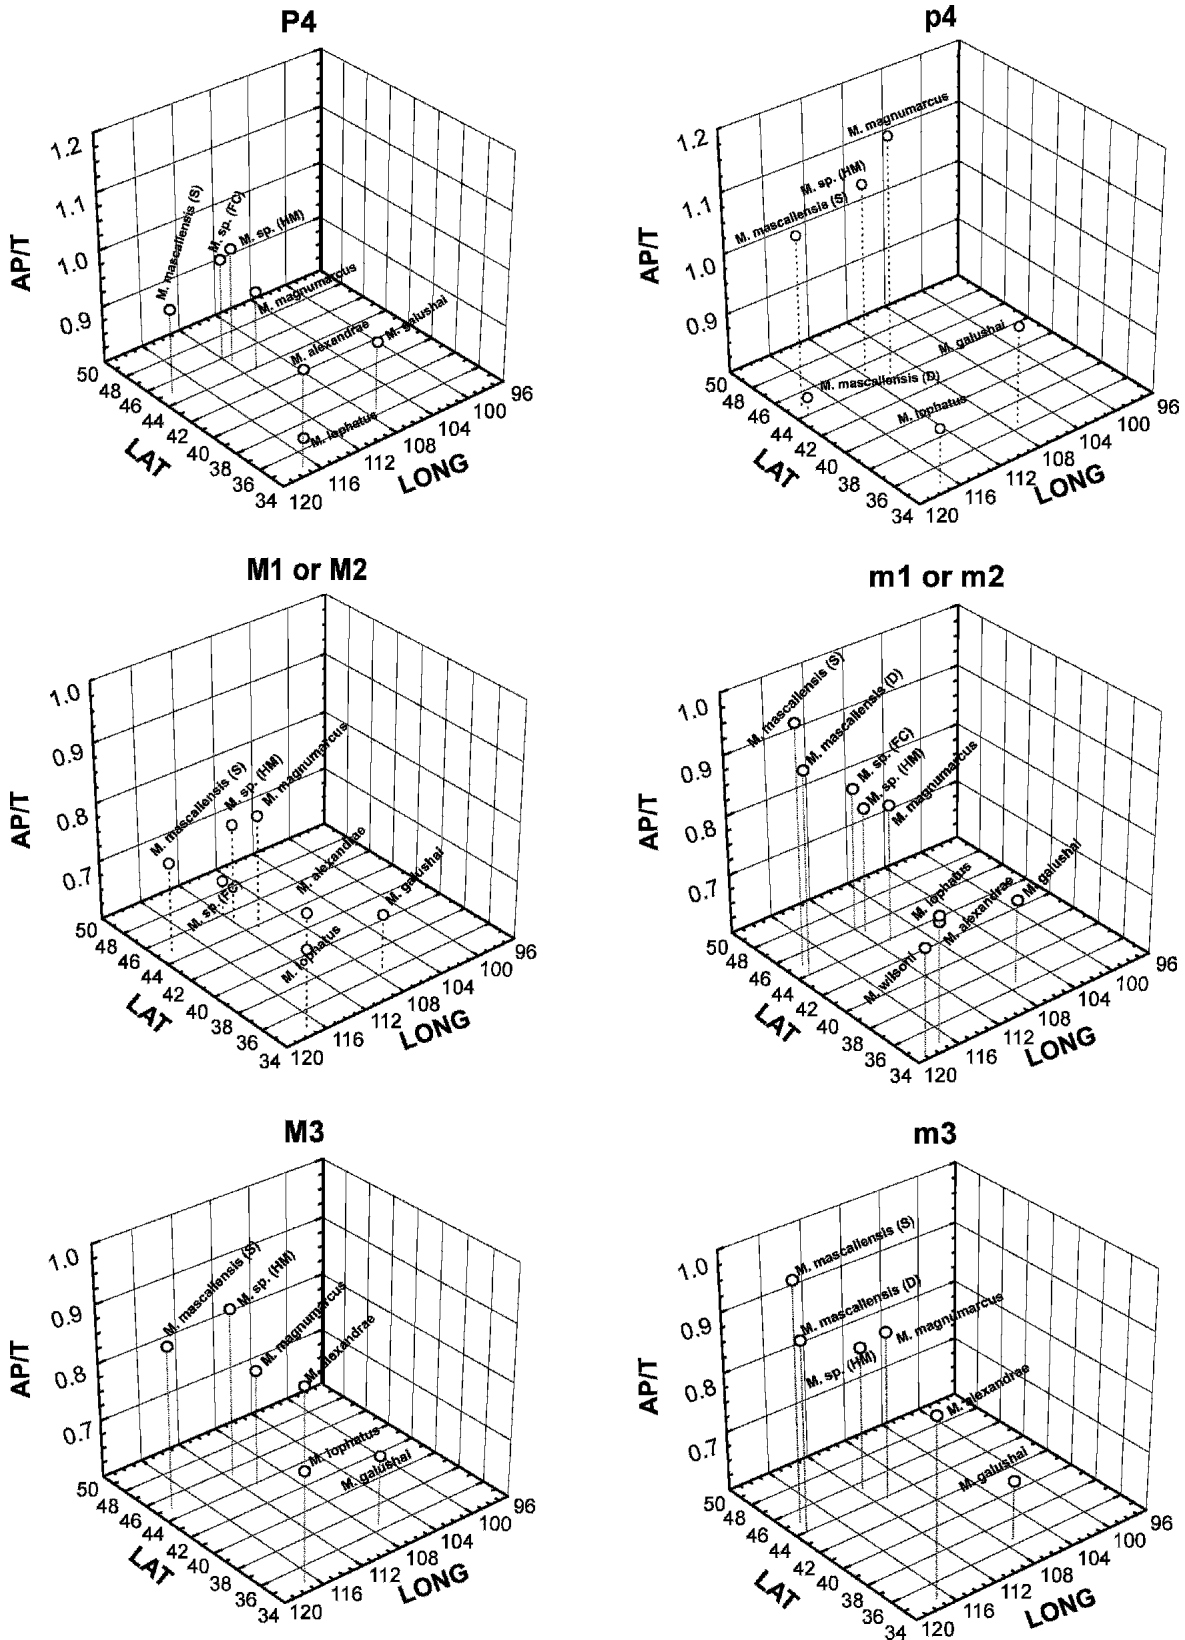 P4
1.2
1.1
1.0
0.9
AP/T
M. mascallensis (S)
M. sp. (FC)
M. sp. (HM)
M. magnumarcus
M. alexandrae
M. galushai
M. lophatus
50
48
46
44
42
40
38
36
34
LAT
120
116
112
108
104
100
96
LONG
p4
1.2
1.1
1.0
0.9
AP/T
M. magnumarcus
M. sp. (HM)
M. mascallensis (S)
M. galushai
M. mascallensis (D)
M. lophatus
50
48
46
44
42
40
38
36
34
LAT
120
116
112
108
104
100
96
LONG
M1 or M2
1.0
0.9
0.8
0.7
AP/T
M. mascallensis (S)
M. sp. (HM)
M. magnumarcus
M. sp. (FC)
M. alexandrae
M. galushai
M. lophatus
50
48
46
44
42
40
38
36
34
LAT
120
116
112
108
104
100
96
LONG
m1 or m2
1.0
0.9
0.8
0.7
AP/T
M. mascallensis (S)
M. mascallensis (D)
M. sp. (FC)
M. sp. (HM)
M. magnumarcus
M. lophatus
M. alexandrae
M. galushai
M. wilsoni
50
48
46
44
42
40
38
36
34
LAT
120
116
112
108
104
100
96
LONG
M3
1.0
0.9
0.8
0.7
AP/T
M. mascallensis (S)
M. sp. (HM)
M. magnumarcus
M. alexandrae
M. lophatus
M. galushai
50
48
46
44
42
40
38
36
34
LAT
120
116
112
108
104
100
96
LONG
m3
1.0
0.9
0.8
0.7
AP/T
M. mascallensis (S)
M. mascallensis (D)
M. magnumarcus
M. sp. (HM)
M. alexandrae
M. galushai
50
48
46
44
42
40
38
36
34
LAT
120
116
112
108
104
100
96
LONG